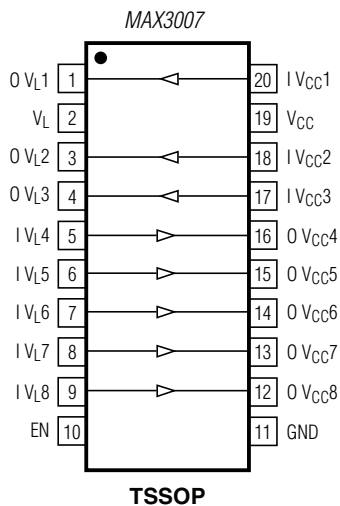 MAX3007
O VL1 1 20 I VCC1
VL 2 19 VCC
O VL2 3 18 I VCC2
O VL3 4 17 I VCC3
I VL4 5 16 O VCC4
I VL5 6 15 O VCC5
I VL6 7 14 O VCC6
I VL7 8 13 O VCC7
I VL8 9 12 O VCC8
EN 10 11 GND
TSSOP